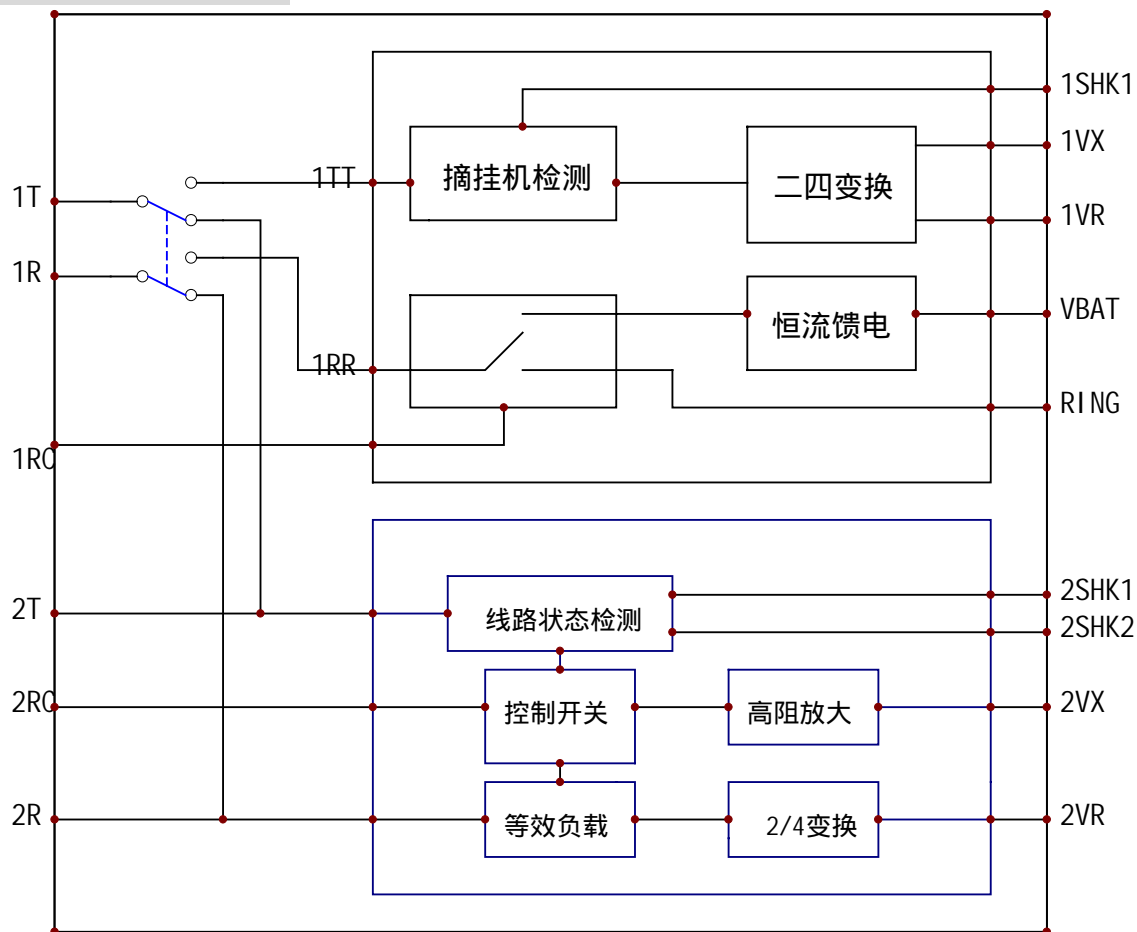 1SHK1
1VX
1TT
摘挂机检测
二四变换
1T
1VR
1R
恒流馈电
VBAT
1RR
RING
1RC
2SHK1
2T
线路状态检测
2SHK2
2RC
控制开关
高阻放大
2VX
2R
等效负载
2/4变换
2VR